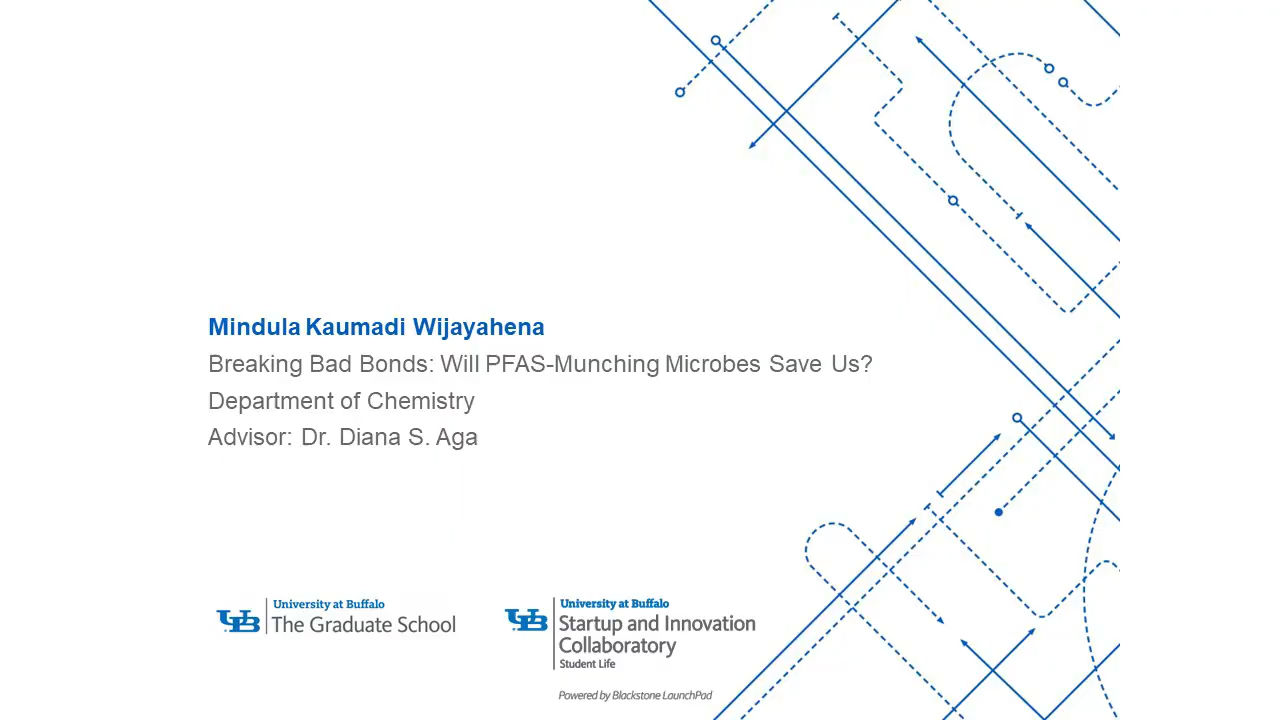 Mindula Kaumadi Wijayahena
Breaking Bad Bonds: Will PFAS-Munching Microbes Save Us?
Department of Chemistry
Advisor: Dr. Diana S. Aga
UB
University at Buffalo
The Graduate School
UB
University at Buffalo
Startup and Innovation
Collaboratory
Student Life
Powered by Blackstone LaunchPad